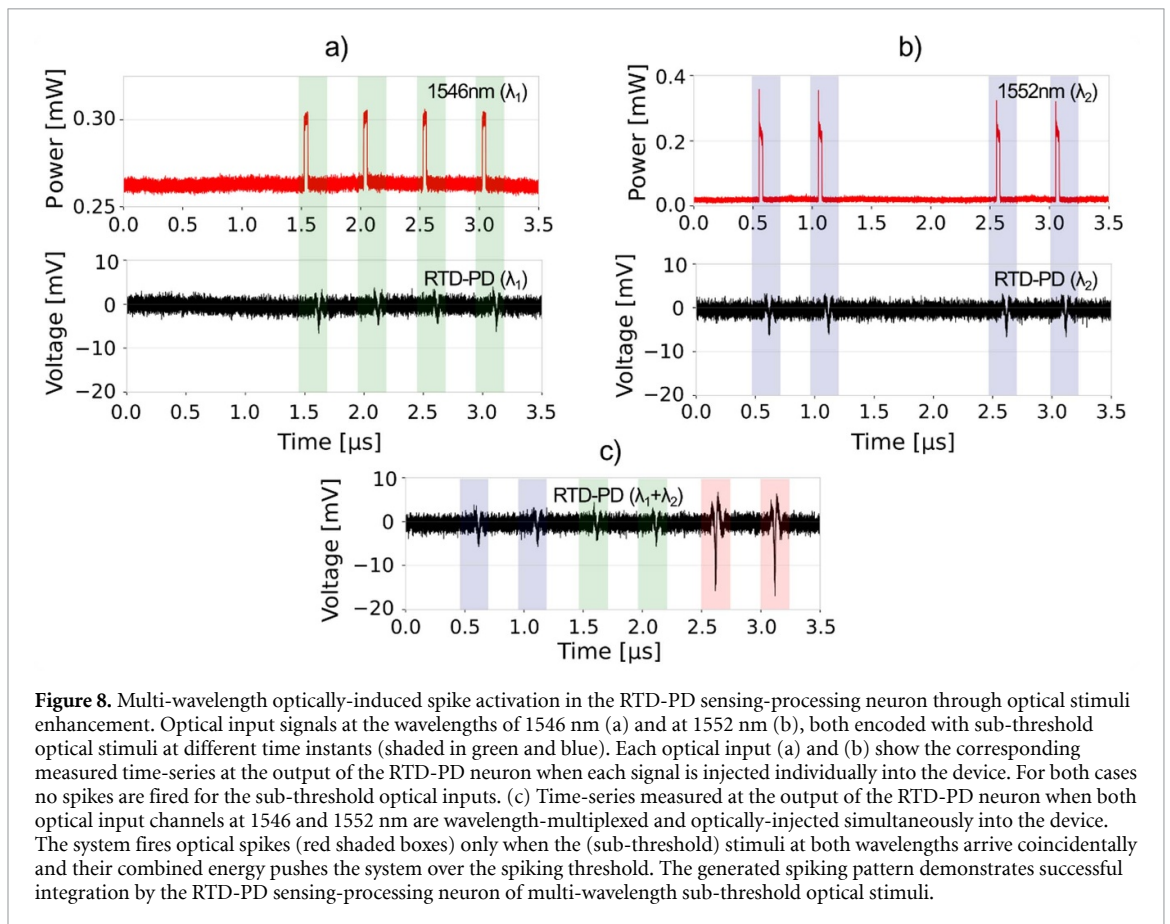 a)
b)
Power [mW]
0.30
0.25
1546nm (λ₁)
0.0 0.5 1.0 1.5 2.0 2.5 3.0 3.5
Power [mW]
0.4
0.2
0.0
1552nm (λ₂)
0.0 0.5 1.0 1.5 2.0 2.5 3.0 3.5
Voltage [mV]
10
0
−10
−20
RTD-PD (λ₁)
0.0 0.5 1.0 1.5 2.0 2.5 3.0 3.5
Time [μs]
Voltage [mV]
10
0
−10
−20
RTD-PD (λ₂)
0.0 0.5 1.0 1.5 2.0 2.5 3.0 3.5
Time [μs]
c)
Voltage [mV]
10
0
−10
−20
RTD-PD (λ₁+λ₂)
0.0 0.5 1.0 1.5 2.0 2.5 3.0 3.5
Time [μs]
Figure 8. Multi-wavelength optically-induced spike activation in the RTD-PD sensing-processing neuron through optical stimuli
enhancement. Optical input signals at the wavelengths of 1546 nm (a) and at 1552 nm (b), both encoded with sub-threshold
optical stimuli at different time instants (shaded in green and blue). Each optical input (a) and (b) show the corresponding
measured time-series at the output of the RTD-PD neuron when each signal is injected individually into the device. For both cases
no spikes are fired for the sub-threshold optical inputs. (c) Time-series measured at the output of the RTD-PD neuron when both
optical input channels at 1546 and 1552 nm are wavelength-multiplexed and optically-injected simultaneously into the device.
The system fires optical spikes (red shaded boxes) only when the (sub-threshold) stimuli at both wavelengths arrive coincidentally
and their combined energy pushes the system over the spiking threshold. The generated spiking pattern demonstrates successful
integration by the RTD-PD sensing-processing neuron of multi-wavelength sub-threshold optical stimuli.